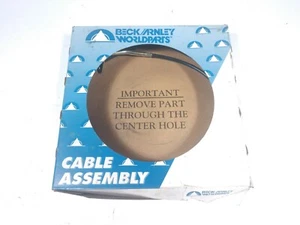 BECK/ARNLEY
WORLDPARTS
IMPORTANT
REMOVE PART
THROUGH THE
CENTER HOLE
CABLE
ASSEMBLY